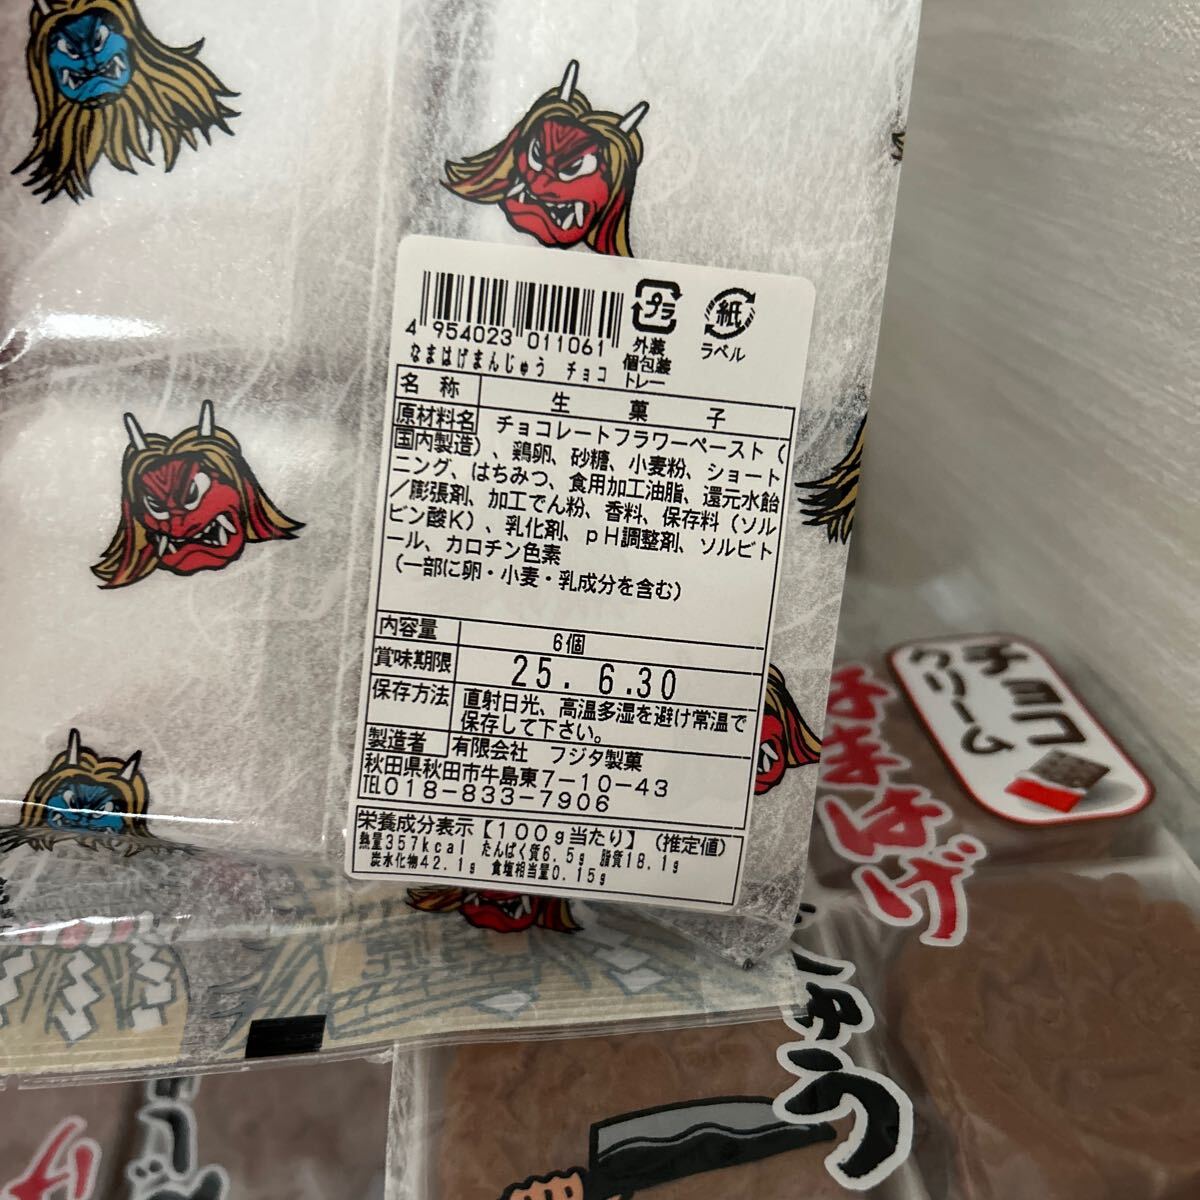 4 954023 011061
プラ
紙
外装
個包装
トレー
ラベル
なまはげまんじゅう チョコ
名称 生菓子
原材料名 チョコレートフラワーペースト(
国内製造)、鶏卵、砂糖、小麦粉、ショート
ニング、はちみつ、食用加工油脂、還元水飴
/膨張剤、加工でん粉、香料、保存料(ソル
ビン酸K)、乳化剤、pH調整剤、ソルビト
ール、カロチン色素
(一部に卵・小麦・乳成分を含む)
内容量 6個
賞味期限 25. 6.30
保存方法 直射日光、高温多湿を避け常温で
保存して下さい。
製造者 有限会社 フジタ製菓
秋田県秋田市牛島東7-10-43
TEL018-833-7906
栄養成分表示【100g当たり】(推定値)
熱量357kcal たんぱく質6.5g 脂質18.1g
炭水化物42.1g 食塩相当量0.15g
チョコ
クリーム
なまはげ
じゅう